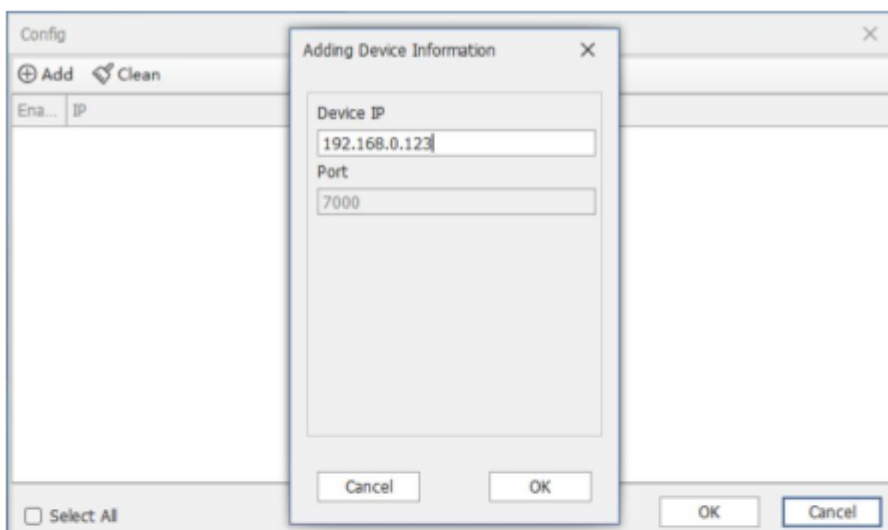 Config
Add Clean
Ena... IP
Adding Device Information
Device IP
192.168.0.123
Port
7000
Cancel OK
Select All
OK Cancel